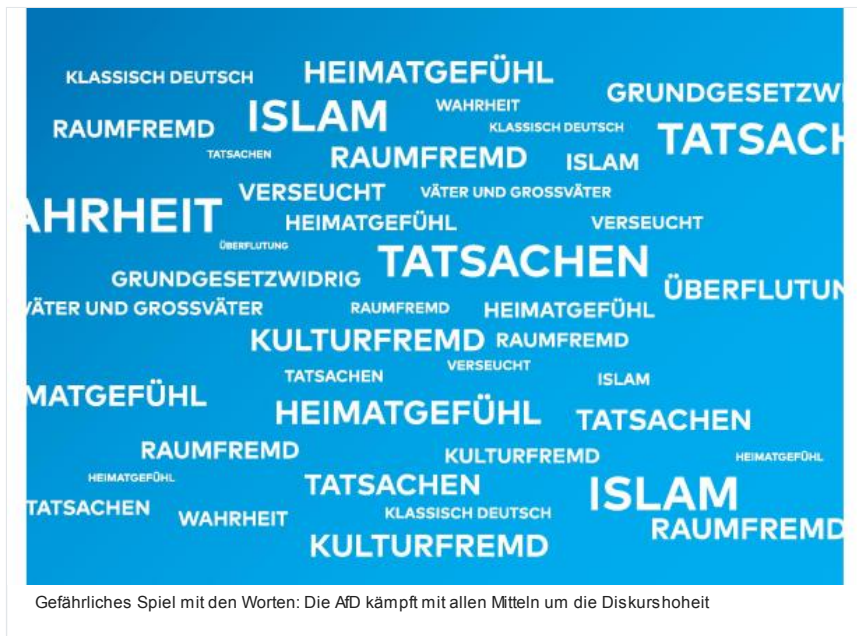 KLASSISCH DEUTSCH HEIMATGEFÜHL
GRUNDGESETZWI
RAUMFREMD ISLAM WAHRHEIT
KLASSISCH DEUTSCH TATSACH
TATSACHEN RAUMFREMD ISLAM
VERSEUCHT VÄTER UND GROSSVÄTER
AHRHEIT HEIMATGEFÜHL VERSEUCHT
ÜBERFLUTUNG TATSACHEN
GRUNDGESETZWIDRIG ÜBERFLUTUN
VÄTER UND GROSSVÄTER RAUMFREMD HEIMATGEFÜHL
KULTURFREMD RAUMFREMD
TATSACHEN VERSEUCHT ISLAM
MATGEFÜHL HEIMATGEFÜHL TATSACHEN
RAUMFREMD KULTURFREMD HEIMATGEFÜHL
HEIMATGEFÜHL TATSACHEN ISLAM
TATSACHEN WAHRHEIT KLASSISCH DEUTSCH RAUMFREMD
KULTURFREMD
Gefährliches Spiel mit den Worten: Die AfD kämpft mit allen Mitteln um die Diskurshoheit